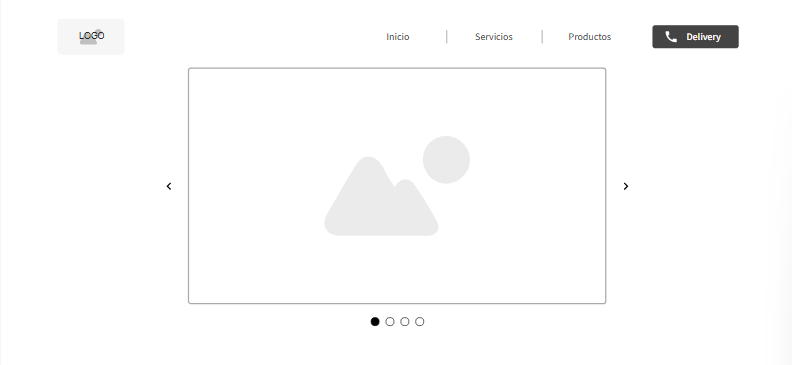 LOGO
Inicio
Servicios
Productos
Delivery